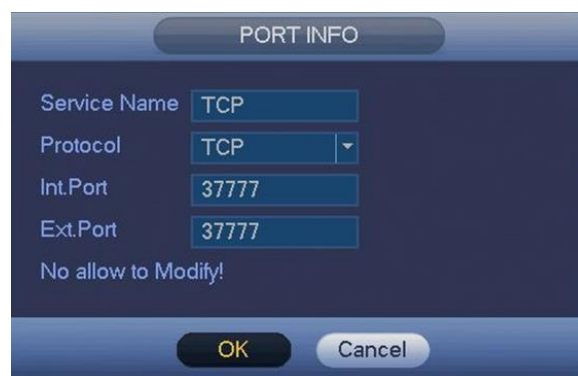 PORT INFO
Service Name TCP
Protocol TCP
Int.Port 37777
Ext.Port 37777
No allow to Modify!
OK Cancel